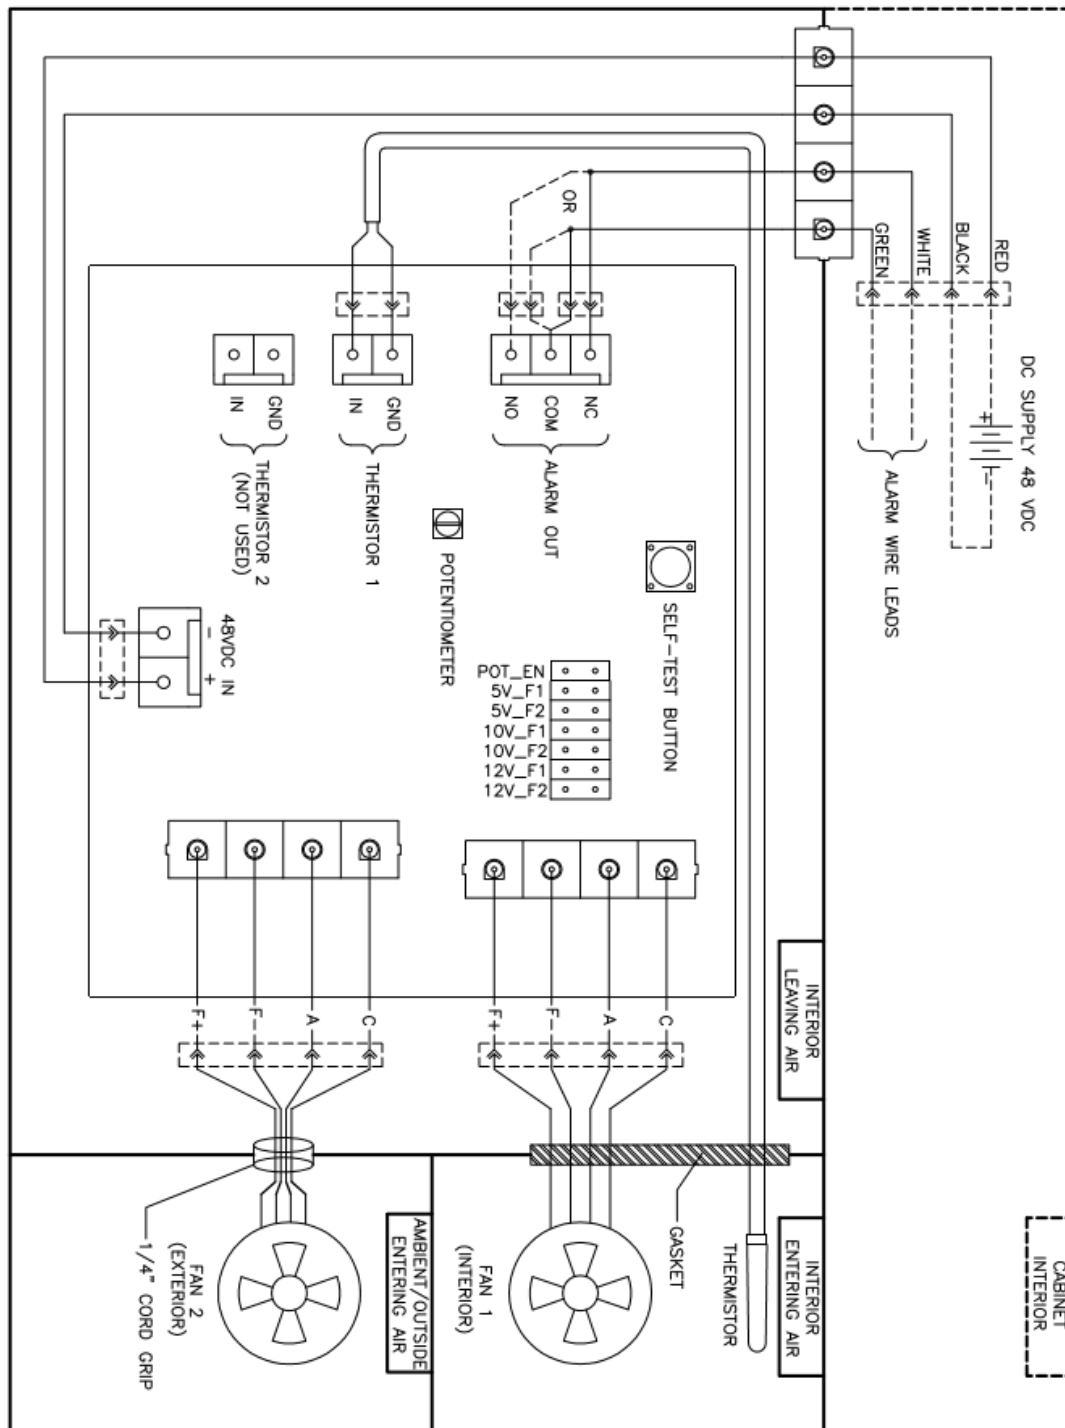 OR
GREEN
WHITE
BLACK
RED
DC SUPPLY 48 VDC
+
-
ALARM WIRE LEADS
IN
GND
THERMISTOR 2
(NOT USED)
IN
GND
THERMISTOR 1
NO
COM
NC
ALARM OUT
POTENTIOMETER
SELF-TEST BUTTON
48VDC IN
-
+
POT_EN
5V_F1
5V_F2
10V_F1
10V_F2
12V_F1
12V_F2
F+
F-
A
C
F+
F-
A
C
INTERIOR
LEAVING AIR
1/4" CORD GRIP
FAN 2
(EXTERIOR)
AMBIENT/OUTSIDE
ENTERING AIR
FAN 1
(INTERIOR)
GASKET
THERMISTOR
INTERIOR
ENTERING AIR
CABINET
INTERIOR